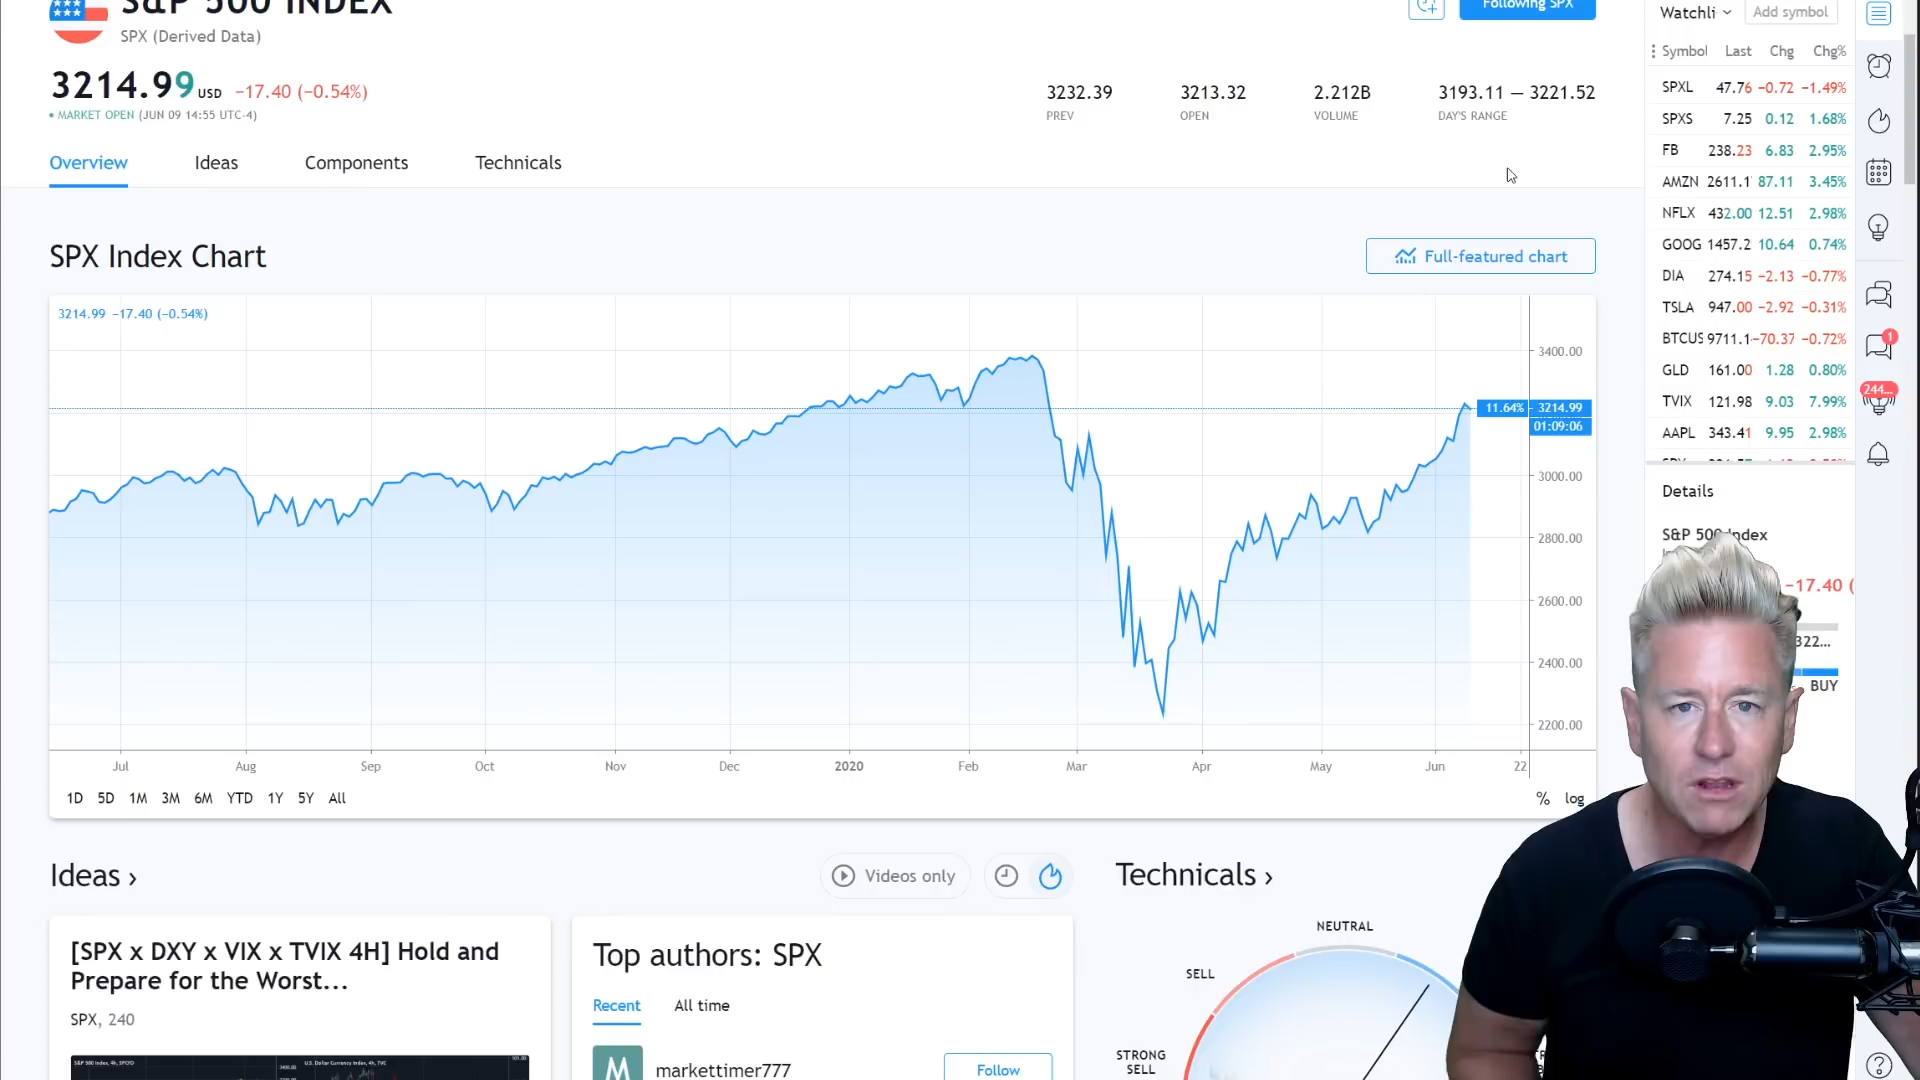 S&P 500 INDEX
SPX (Derived Data)
Following SPX
3214.99 USD −17.40 (−0.54%)
• MARKET OPEN (JUN 09 14:55 UTC-4)
3232.39
PREV
3213.32
OPEN
2.212B
VOLUME
3193.11 — 3221.52
DAY'S RANGE
Overview
Ideas
Components
Technicals
SPX Index Chart
Full-featured chart
3214.99 −17.40 (−0.54%)
3400.00
11.64% 3214.99
01:09:06
3000.00
2800.00
2600.00
2400.00
2200.00
Jul Aug Sep Oct Nov Dec 2020 Feb Mar Apr May Jun 22
1D 5D 1M 3M 6M YTD 1Y 5Y All
% log
Ideas ›
Videos only
[SPX x DXY x VIX x TVIX 4H] Hold and
Prepare for the Worst...
SPX, 240
Top authors: SPX
Recent All time
M
markettimer777
Follow
Technicals ›
NEUTRAL
SELL
STRONG
SELL
Watchli
Add symbol
Symbol Last Chg Chg%
SPXL 47.76 −0.72 −1.49%
SPXS 7.25 0.12 1.68%
FB 238.23 6.83 2.95%
AMZN 2611.1 87.11 3.45%
NFLX 432.00 12.51 2.98%
GOOG 1457.2 10.64 0.74%
DIA 274.15 −2.13 −0.77%
TSLA 947.00 −2.92 −0.31%
BTCUS 9711.1 −70.37 −0.72%
GLD 161.00 1.28 0.80%
TVIX 121.98 9.03 7.99%
AAPL 343.41 9.95 2.98%
Details
S&P 500 Index
−17.40 (
322...
BUY
1
244...